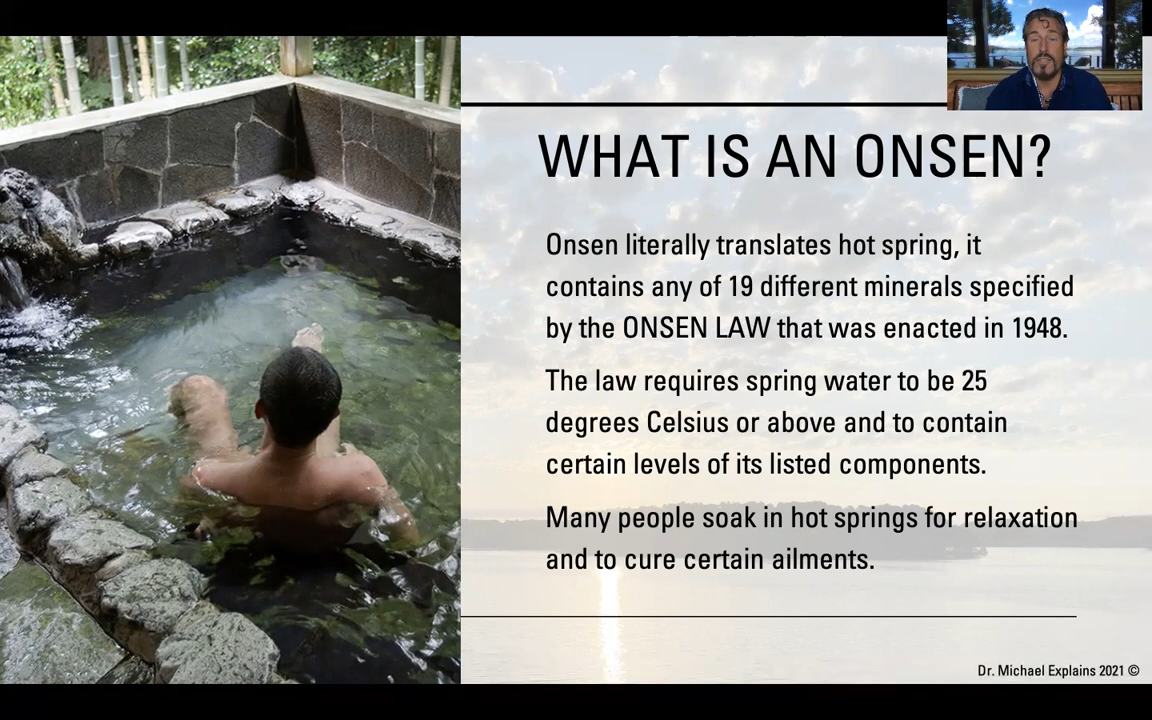 WHAT IS AN ONSEN?
Onsen literally translates hot spring, it
contains any of 19 different minerals specified
by the ONSEN LAW that was enacted in 1948.
The law requires spring water to be 25
degrees Celsius or above and to contain
certain levels of its listed components.
Many people soak in hot springs for relaxation
and to cure certain ailments.
Dr. Michael Explains 2021 ©